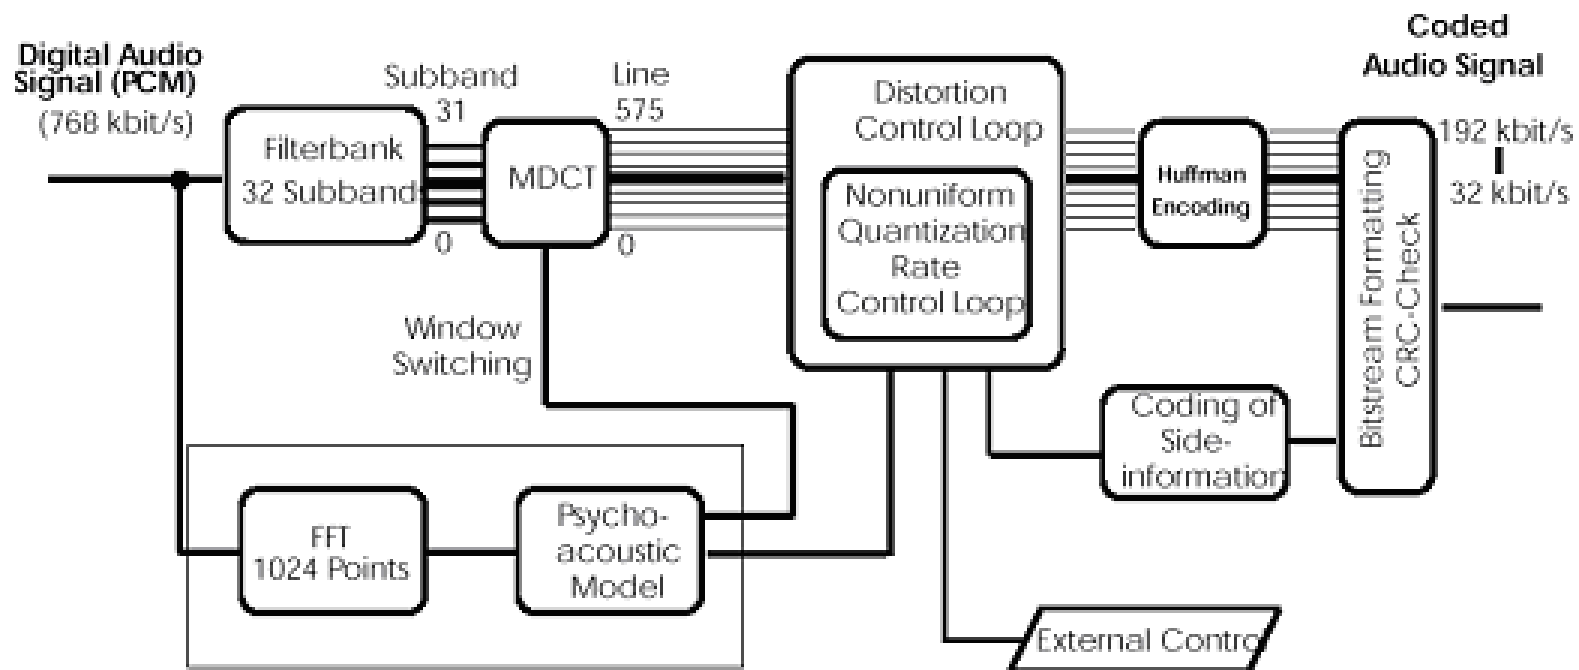 Digital Audio
Signal (PCM)
(768 kbit/s)
Subband
31
Line
575
Coded
Audio Signal
Filterbank
32 Subband
0
MDCT
0
Distortion
Control Loop
Nonuniform
Quantization
Rate
Control Loop
Huffman
Encoding
Bitstream Formatting
CRC-Check
192 kbit/s
32 kbit/s
Window
Switching
Coding of
Side-
information
FFT
1024 Points
Psycho-
acoustic
Model
External Contro